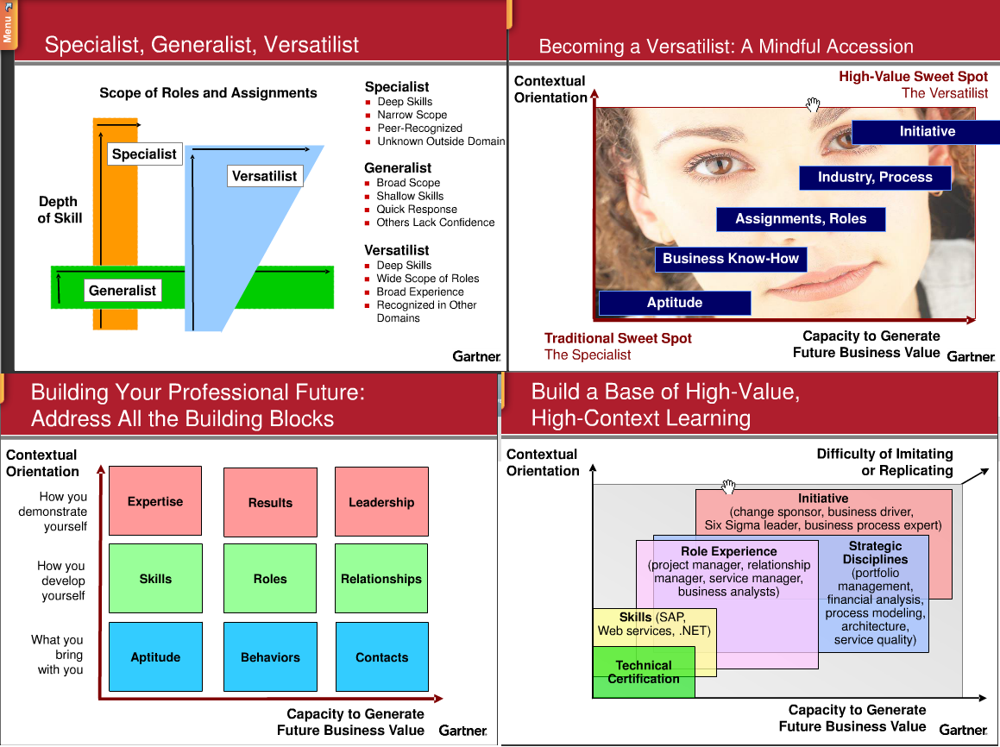 Menu
Specialist, Generalist, Versatilist
Scope of Roles and Assignments
Specialist
Versatilist
Depth
of Skill
Generalist
Specialist
Deep Skills
Narrow Scope
Peer-Recognized
Unknown Outside Domain
Generalist
Broad Scope
Shallow Skills
Quick Response
Others Lack Confidence
Versatilist
Deep Skills
Wide Scope of Roles
Broad Experience
Recognized in Other
Domains
Gartner
Becoming a Versatilist: A Mindful Accession
Contextual
Orientation
High-Value Sweet Spot
The Versatilist
Initiative
Industry, Process
Assignments, Roles
Business Know-How
Aptitude
Traditional Sweet Spot
The Specialist
Capacity to Generate
Future Business Value
Gartner
Building Your Professional Future:
Address All the Building Blocks
Contextual
Orientation
How you
demonstrate
yourself
Expertise
Results
Leadership
How you
develop
yourself
Skills
Roles
Relationships
What you
bring
with you
Aptitude
Behaviors
Contacts
Capacity to Generate
Future Business Value
Gartner
Build a Base of High-Value,
High-Context Learning
Contextual
Orientation
Difficulty of Imitating
or Replicating
Initiative
(change sponsor, business driver,
Six Sigma leader, business process expert)
Role Experience
(project manager, relationship
manager, service manager,
business analysts)
Strategic
Disciplines
(portfolio
management,
financial analysis,
process modeling,
architecture,
service quality)
Skills (SAP,
Web services, .NET)
Technical
Certification
Capacity to Generate
Future Business Value
Gartner